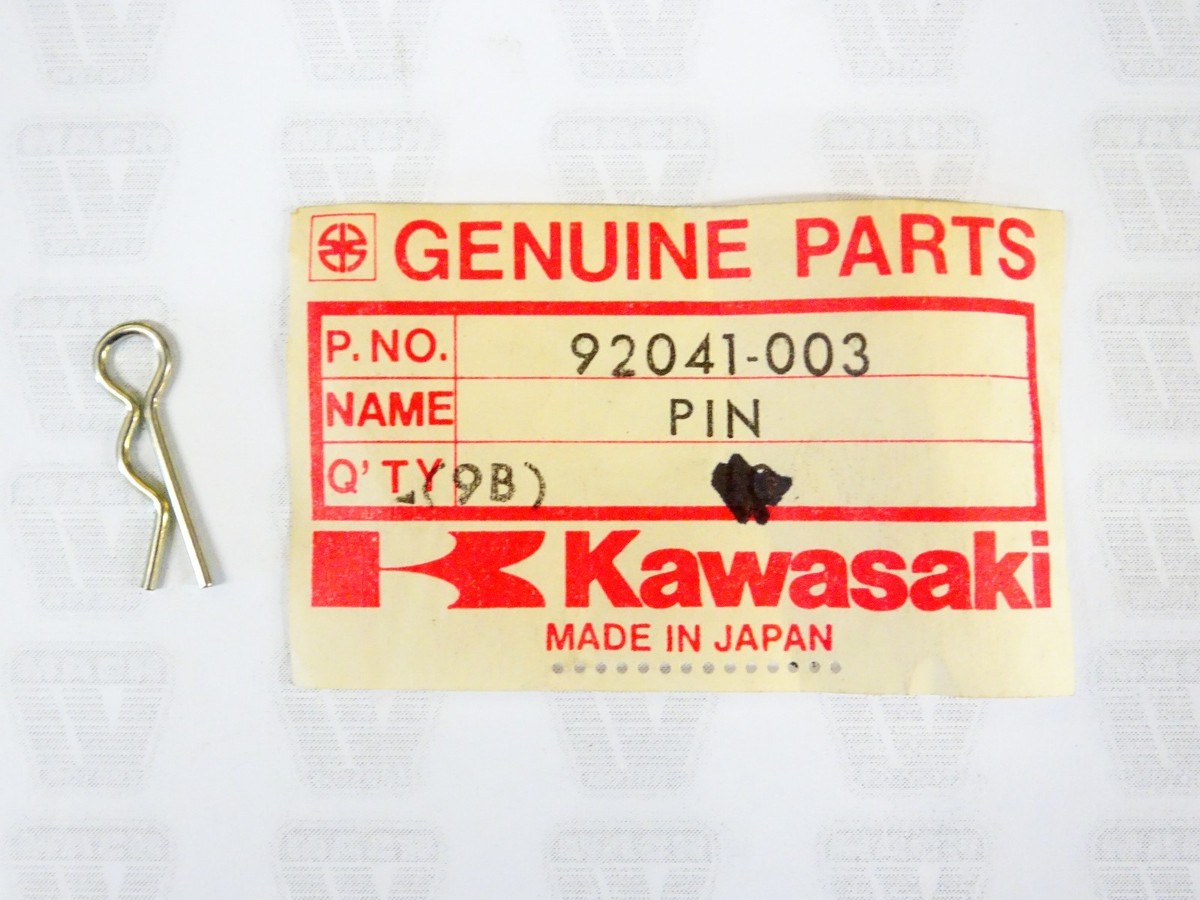 GENUINE PARTS
P.NO. 92041-003
NAME PIN
Q'TY (9B)
Kawasaki
MADE IN JAPAN